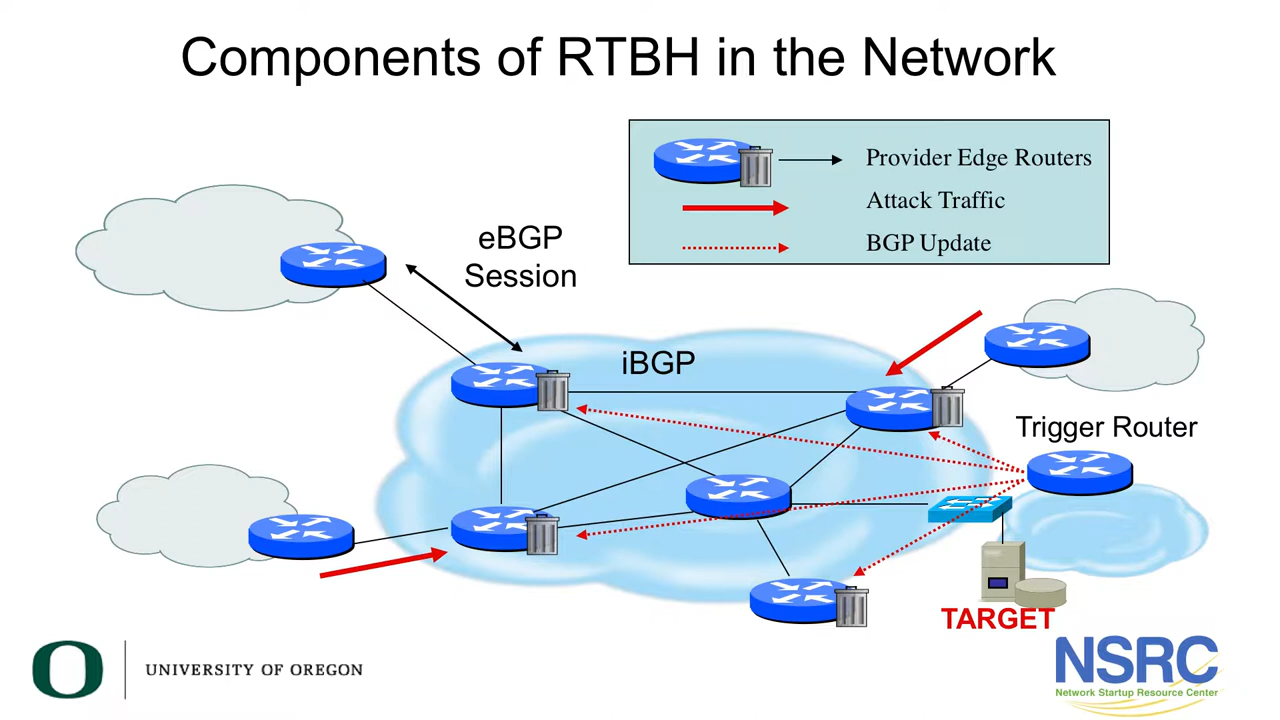 Components of RTBH in the Network
Provider Edge Routers
Attack Traffic
BGP Update
eBGP
Session
iBGP
Trigger Router
TARGET
UNIVERSITY OF OREGON
NSRC
Network Startup Resource Center